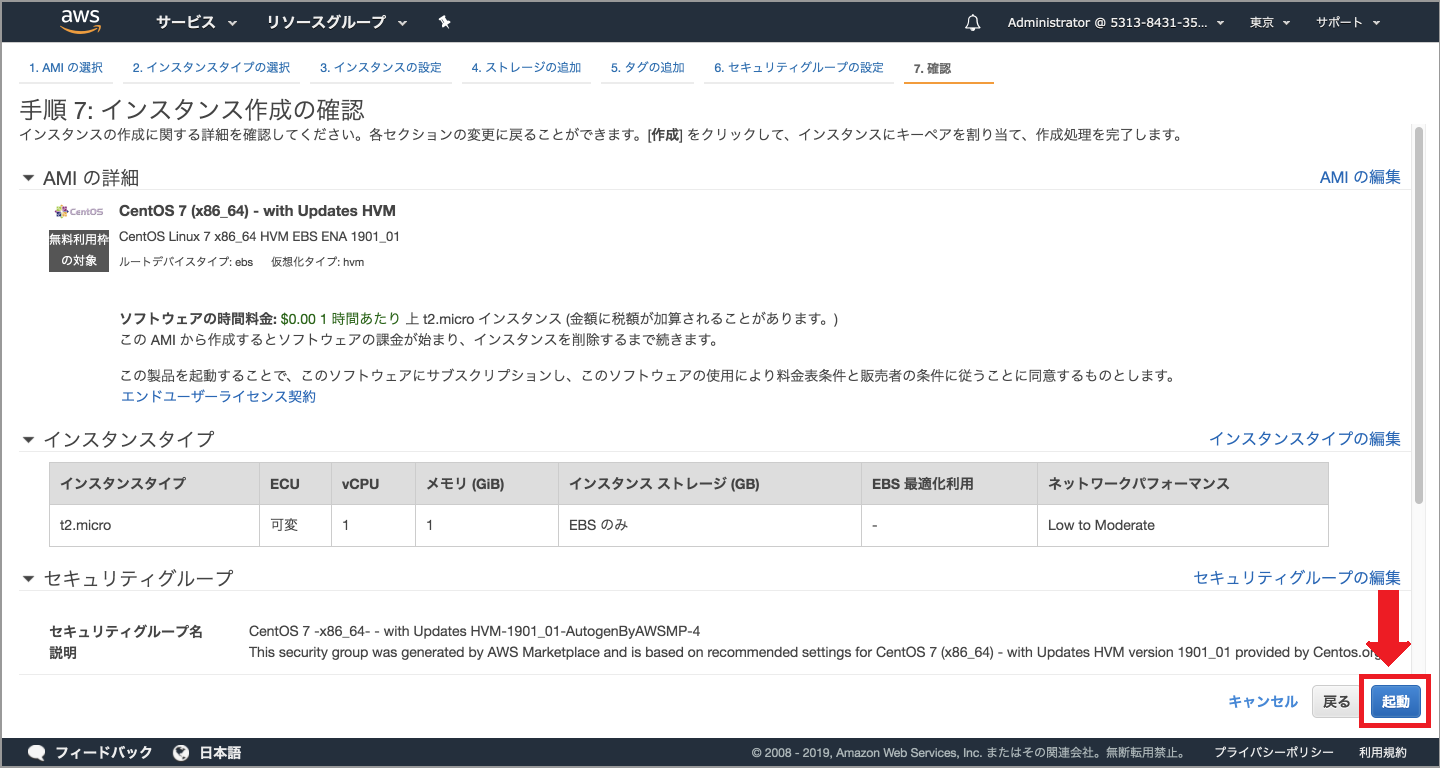 aws サービス リソースグループ Administrator @ 5313-8431-35... 東京 サポート
1. AMI の選択 2. インスタンスタイプの選択 3. インスタンスの設定 4. ストレージの追加 5. タグの追加 6. セキュリティグループの設定 7. 確認
手順 7: インスタンス作成の確認
インスタンスの作成に関する詳細を確認してください。各セクションの変更に戻ることができます。[作成] をクリックして、インスタンスにキーペアを割り当て、作成処理を完了します。
AMI の詳細 AMI の編集
CentOS CentOS 7 (x86_64) - with Updates HVM
無料利用枠 CentOS Linux 7 x86_64 HVM EBS ENA 1901_01
の対象 ルートデバイスタイプ: ebs 仮想化タイプ: hvm
ソフトウェアの時間料金: $0.00 1 時間あたり 上 t2.micro インスタンス (金額に税額が加算されることがあります。)
この AMI から作成するとソフトウェアの課金が始まり、インスタンスを削除するまで続きます。
この製品を起動することで、このソフトウェアにサブスクリプションし、このソフトウェアの使用により料金表条件と販売者の条件に従うことに同意するものとします。
エンドユーザーライセンス契約
インスタンスタイプ インスタンスタイプの編集
インスタンスタイプ ECU vCPU メモリ (GiB) インスタンス ストレージ (GB) EBS 最適化利用 ネットワークパフォーマンス
t2.micro 可変 1 1 EBS のみ - Low to Moderate
セキュリティグループ セキュリティグループの編集
セキュリティグループ名 CentOS 7 -x86_64- - with Updates HVM-1901_01-AutogenByAWSMP-4
説明 This security group was generated by AWS Marketplace and is based on recommended settings for CentOS 7 (x86_64) - with Updates HVM version 1901_01 provided by Centos.org
キャンセル 戻る 起動
フィードバック 日本語 © 2008 - 2019, Amazon Web Services, Inc. またはその関連会社。無断転用禁止。 プライバシーポリシー 利用規約